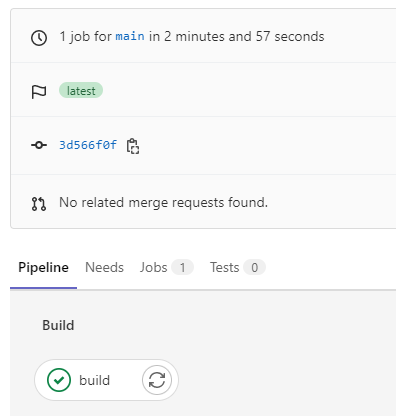 1 job for main in 2 minutes and 57 seconds
latest
3d566f0f
No related merge requests found.
Pipeline Needs Jobs 1 Tests 0
Build
build